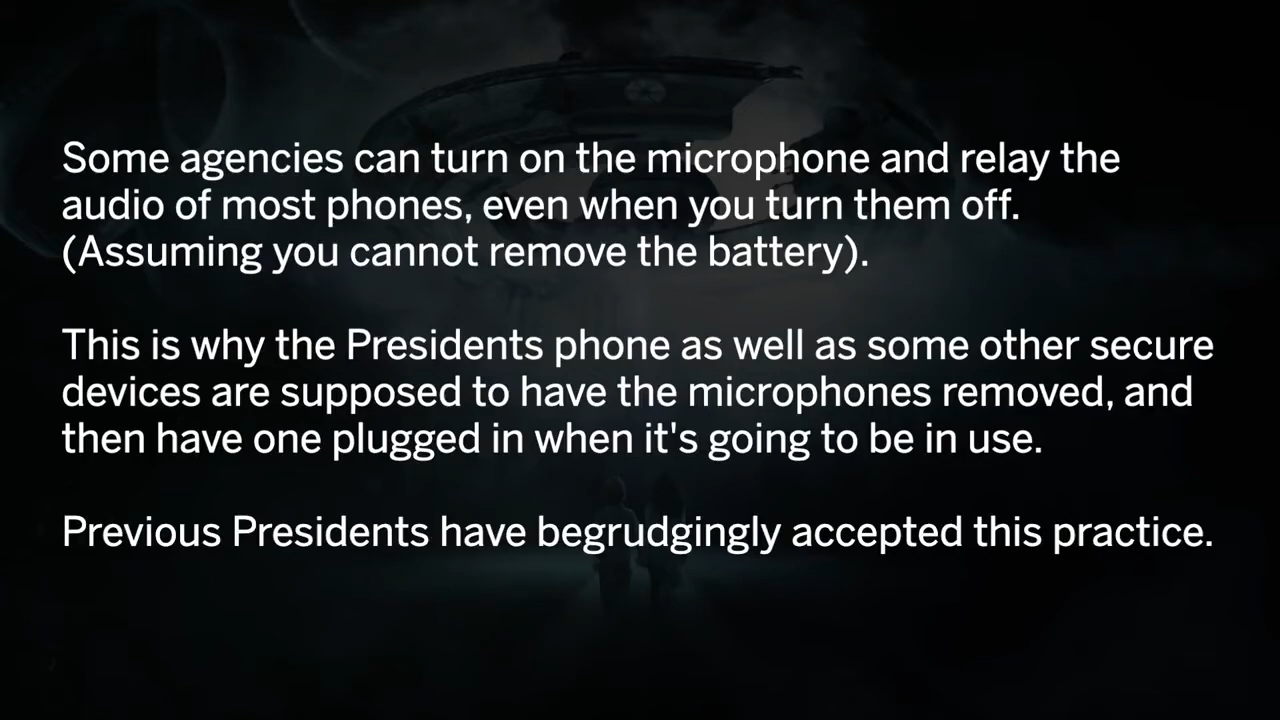 Some agencies can turn on the microphone and relay the
audio of most phones, even when you turn them off.
(Assuming you cannot remove the battery).
This is why the Presidents phone as well as some other secure
devices are supposed to have the microphones removed, and
then have one plugged in when it's going to be in use.
Previous Presidents have begrudgingly accepted this practice.